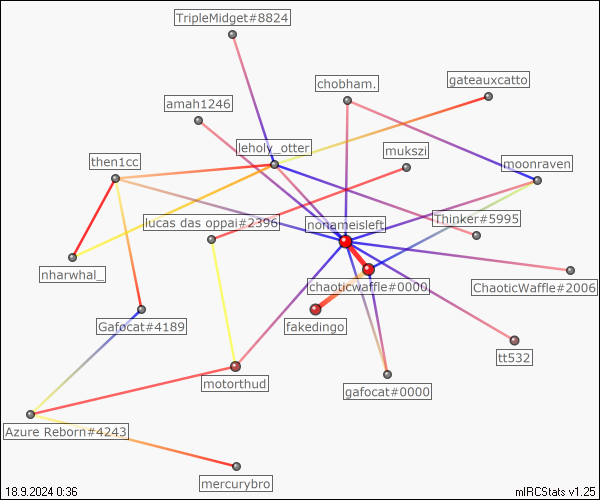 TripleMidget#8824
chobham.
gateauxcatto
amah1246
leholy_otter
mukszi
then1cc
moonraven
lucas das oppai#2396
nonameisleft
Thinker#5995
nharwhal_
chaoticwaffle#0000
ChaoticWaffle#2006
Gafocat#4189
fakedingo
tt532
motorthud
gafocat#0000
Azure Reborn#4243
mercurybro
18.9.2024 0:36
mIRCStats v1.25